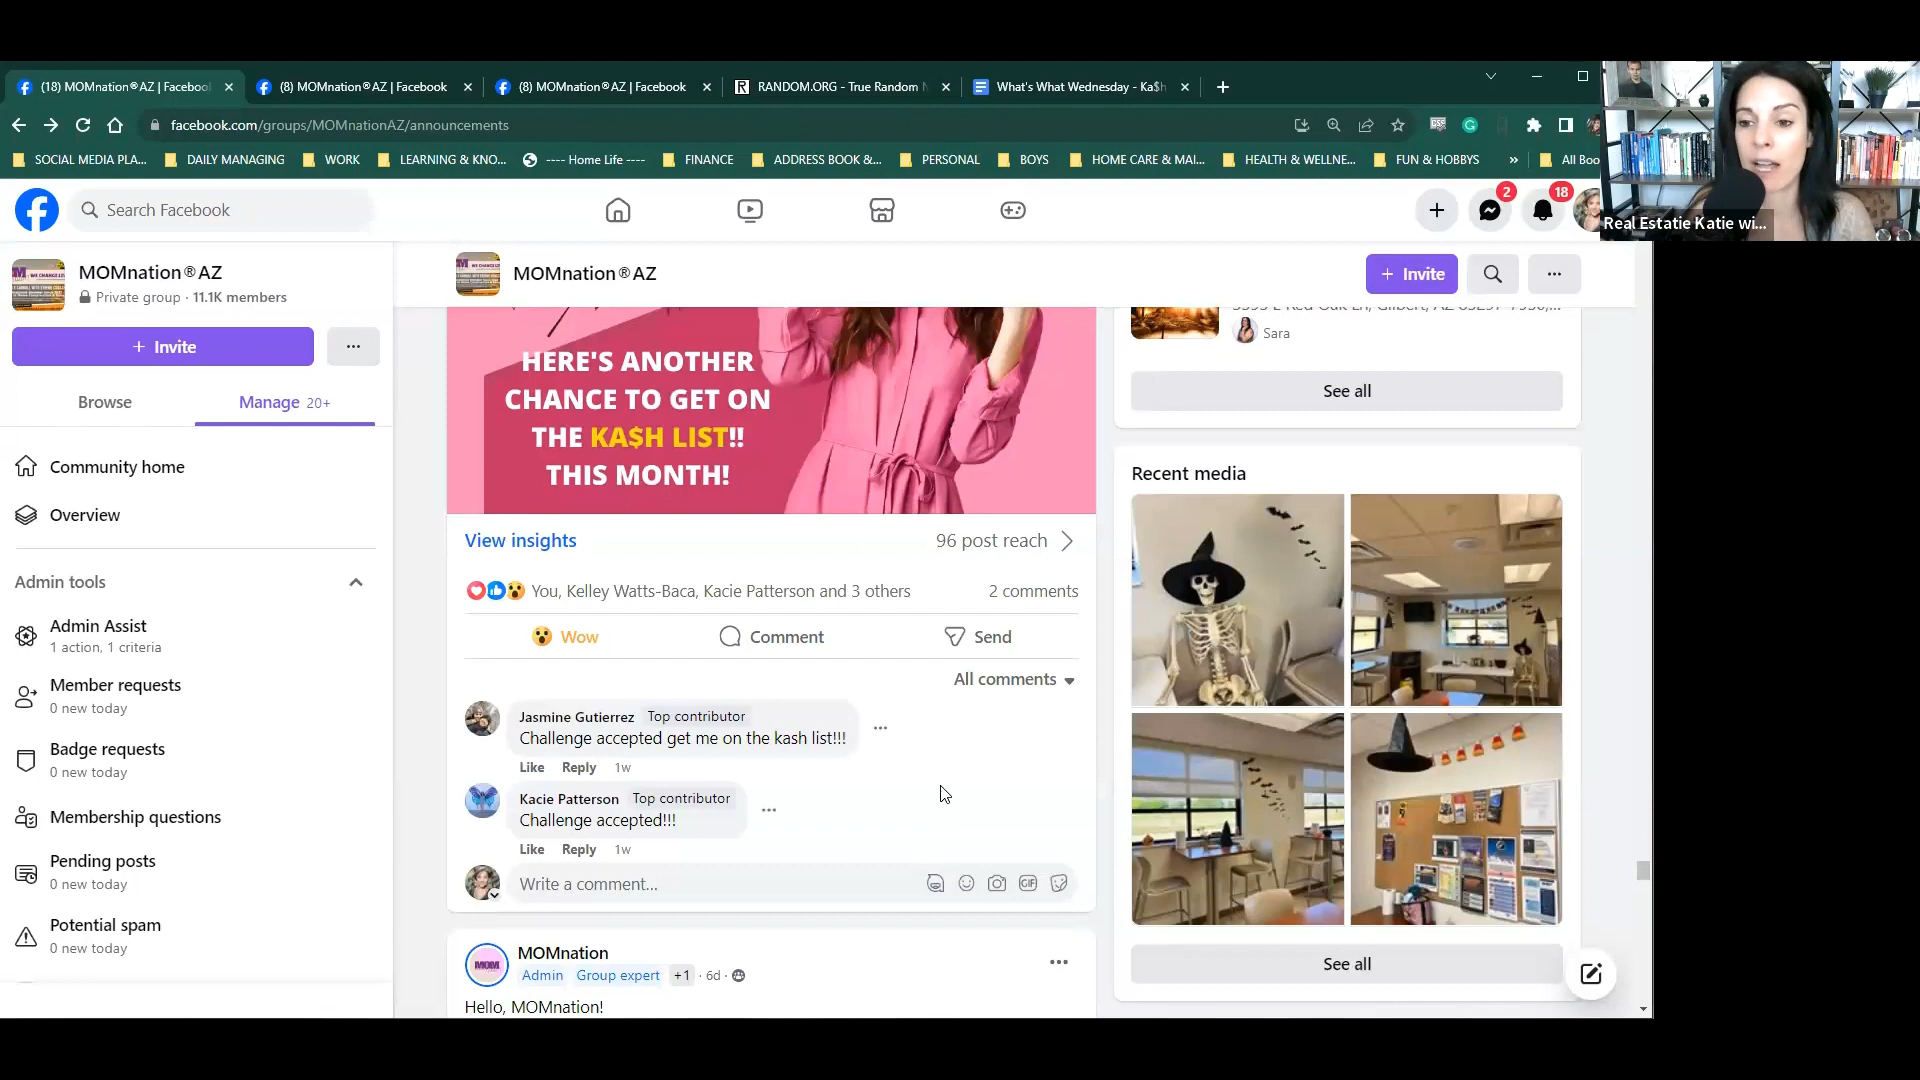 (18) MOMnation®AZ | Facebook
(8) MOMnation®AZ | Facebook
(8) MOMnation®AZ | Facebook
RANDOM.ORG - True Random
What's What Wednesday - Ka$h
facebook.com/groups/MOMnationAZ/announcements
SOCIAL MEDIA PLA...
DAILY MANAGING
WORK
LEARNING & KNO...
---- Home Life ----
FINANCE
ADDRESS BOOK &...
PERSONAL
BOYS
HOME CARE & MAI...
HEALTH & WELLNE...
FUN & HOBBYS
»
All Boo
Real Estatie Katie wi...
Search Facebook
2
18
MOMnation®AZ
Private group · 11.1K members
+ Invite
Browse
Manage 20+
Community home
Overview
Admin tools
Admin Assist
1 action, 1 criteria
Member requests
0 new today
Badge requests
0 new today
Membership questions
Pending posts
0 new today
Potential spam
0 new today
MOMnation®AZ
+ Invite
HERE'S ANOTHER
CHANCE TO GET ON
THE KA$H LIST!!
THIS MONTH!
View insights
96 post reach
You, Kelley Watts-Baca, Kacie Patterson and 3 others
2 comments
Wow
Comment
Send
All comments
Jasmine Gutierrez Top contributor
Challenge accepted get me on the kash list!!!
Like Reply 1w
Kacie Patterson Top contributor
Challenge accepted!!!
Like Reply 1w
Write a comment...
GIF
MOM
MOMnation
Admin Group expert +1 · 6d ·
Hello, MOMnation!
Sara
See all
Recent media
See all